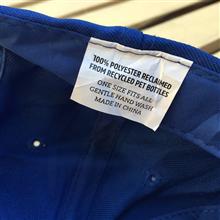 100% POLYESTER RECLAIMED
FROM RECYCLED PET BOTTLES
ONE SIZE FITS ALL
GENTLE HAND WASH
MADE IN CHINA